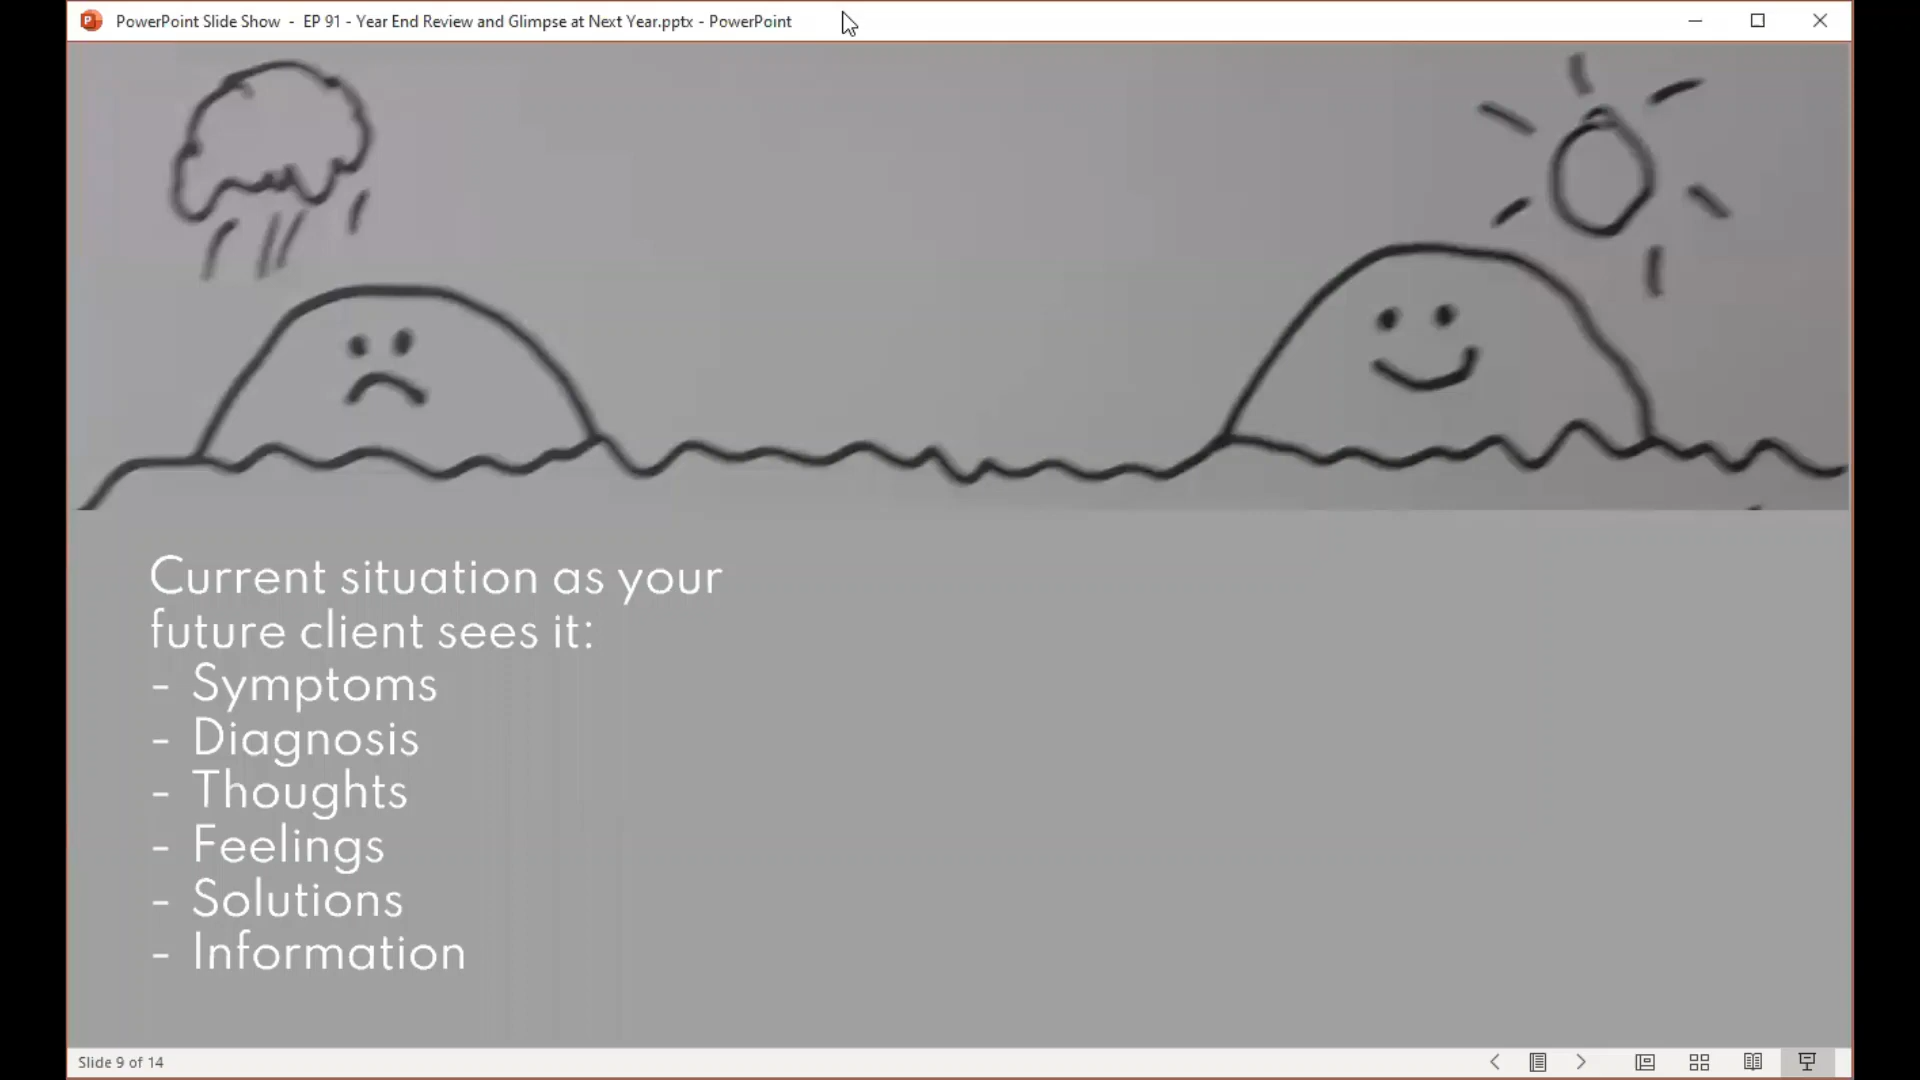 PowerPoint Slide Show - EP 91 - Year End Review and Glimpse at Next Year.pptx - PowerPoint
Current situation as your
future client sees it:
- Symptoms
- Diagnosis
- Thoughts
- Feelings
- Solutions
- Information
Slide 9 of 14